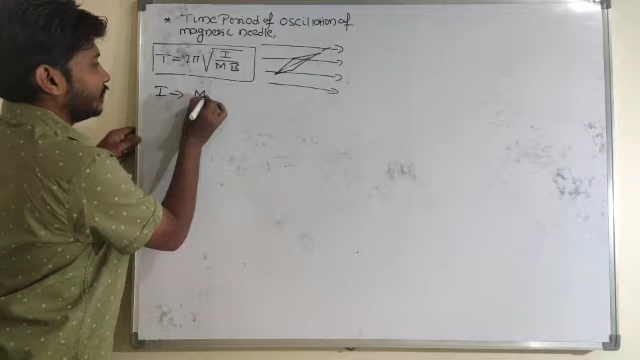 * Time Period of oscillation of
magnetic needle,
T = 2π√(I/MB)
I → M